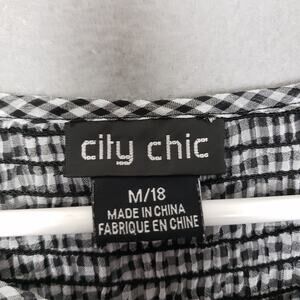 city chic
M/18
MADE IN CHINA
FABRIQUE EN CHINE